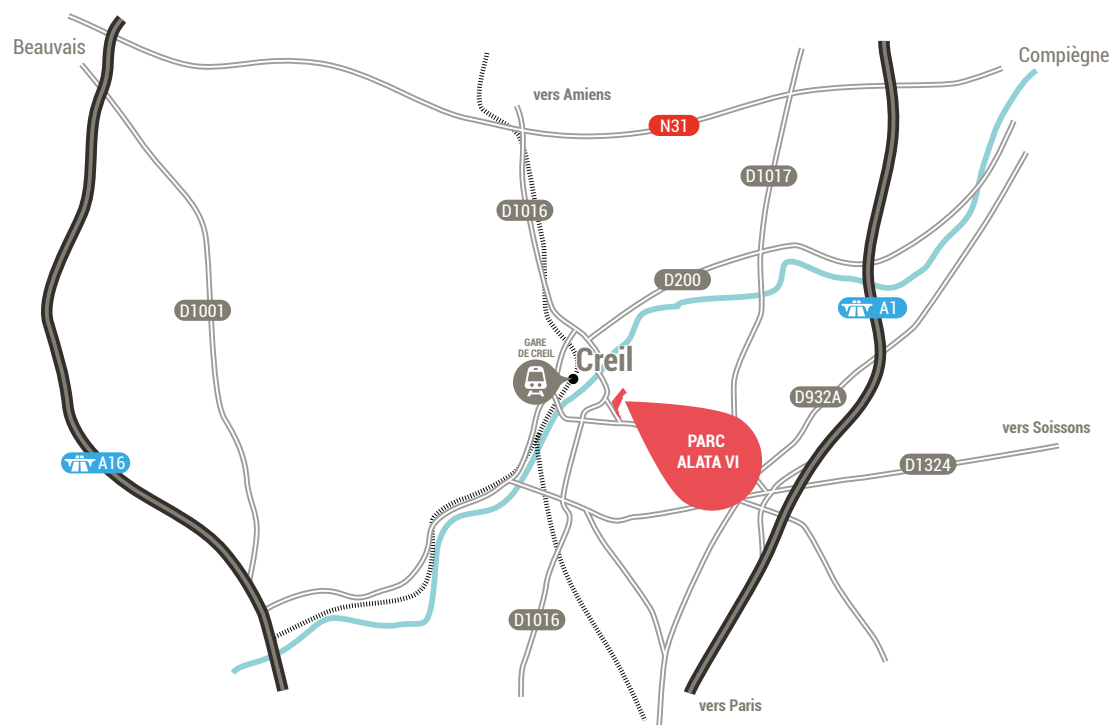 Beauvais
Compiègne
vers Amiens
N31
D1017
D1016
D200
D1001
A1
GARE
DE CREIL
Creil
D932A
vers Soissons
PARC
ALATA VI
A16
D1324
D1016
vers Paris